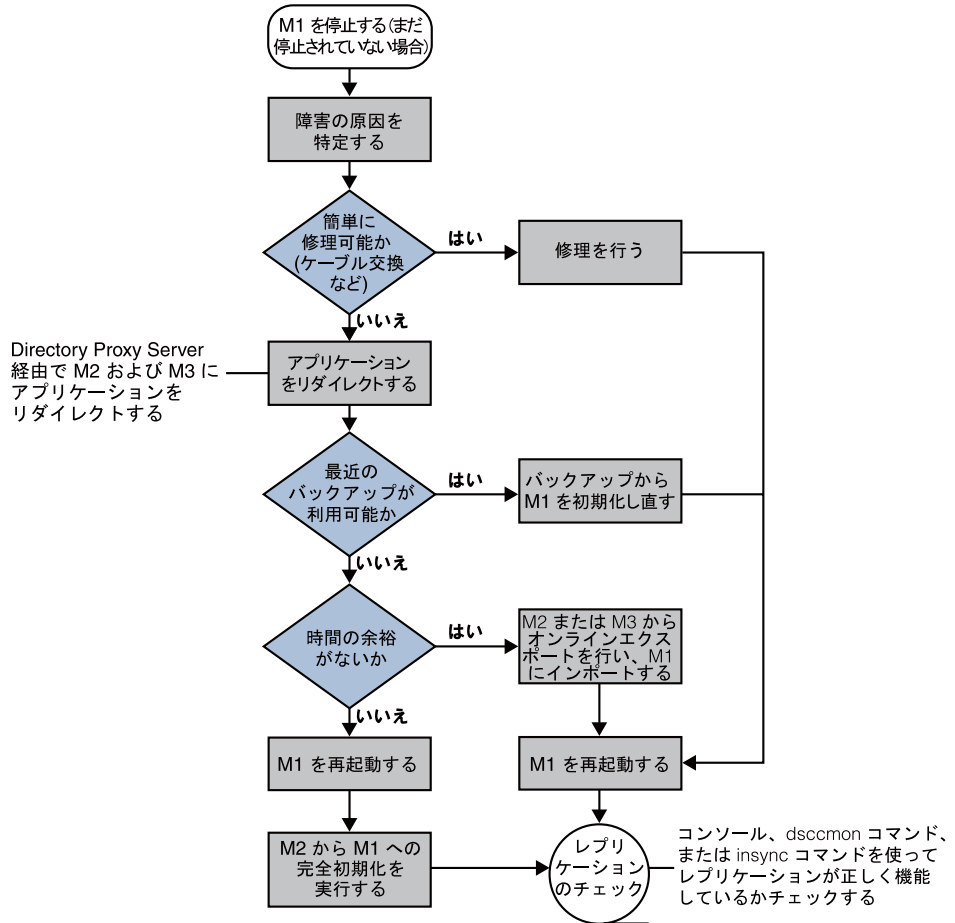 M1 を停止する(まだ
停止されていない場合)
障害の原因を
特定する
簡単に
修理可能か
(ケーブル交換
など)
はい
修理を行う
いいえ
Directory Proxy Server
経由で M2 および M3 に
アプリケーションを
リダイレクトする
アプリケーション
をリダイレクトする
最近の
バックアップが
利用可能か
はい
バックアップから
M1 を初期化し直す
いいえ
時間の余裕
がないか
はい
M2 または M3 から
オンラインエクス
ポートを行い、M1
にインポートする
いいえ
M1 を再起動する
M1 を再起動する
M2 から M1 への
完全初期化を
実行する
レプリ
ケーション
のチェック
コンソール、dsccmon コマンド、
または insync コマンドを使って
レプリケーションが正しく機能
しているかチェックする